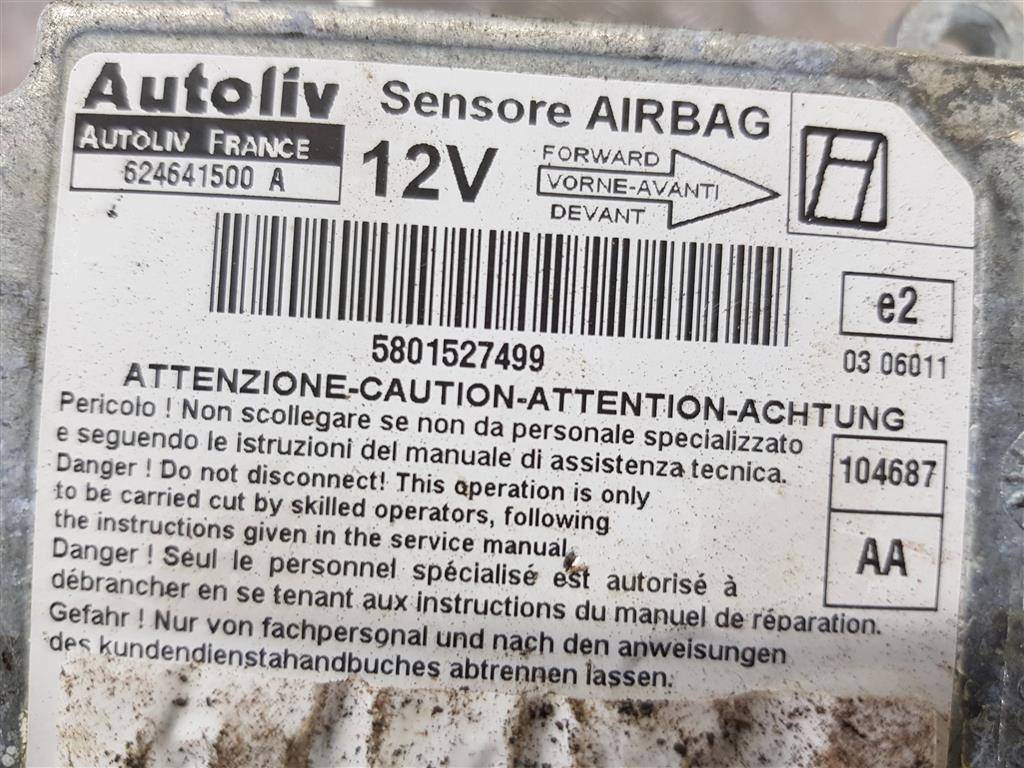 Autoliv Sensore AIRBAG
AUTOLIV FRANCE
624641500 A
12V
FORWARD
VORNE-AVANTI
DEVANT
e2
5801527499
03 06011
ATTENZIONE-CAUTION-ATTENTION-ACHTUNG
Pericolo ! Non scollegare se non da personale specializzato
e seguendo le istruzioni del manuale di assistenza tecnica.
Danger ! Do not disconnect! This operation is only
to be carried cut by skilled operators, following
the instructions given in the service manual.
Danger ! Seul le personnel spécialisé est autorisé à
débrancher en se tenant aux instructions du manuel de réparation.
Gefahr ! Nur von fachpersonal und nach den anweisungen
des kundendienstahandbuches abtrennen lassen.
104687
AA